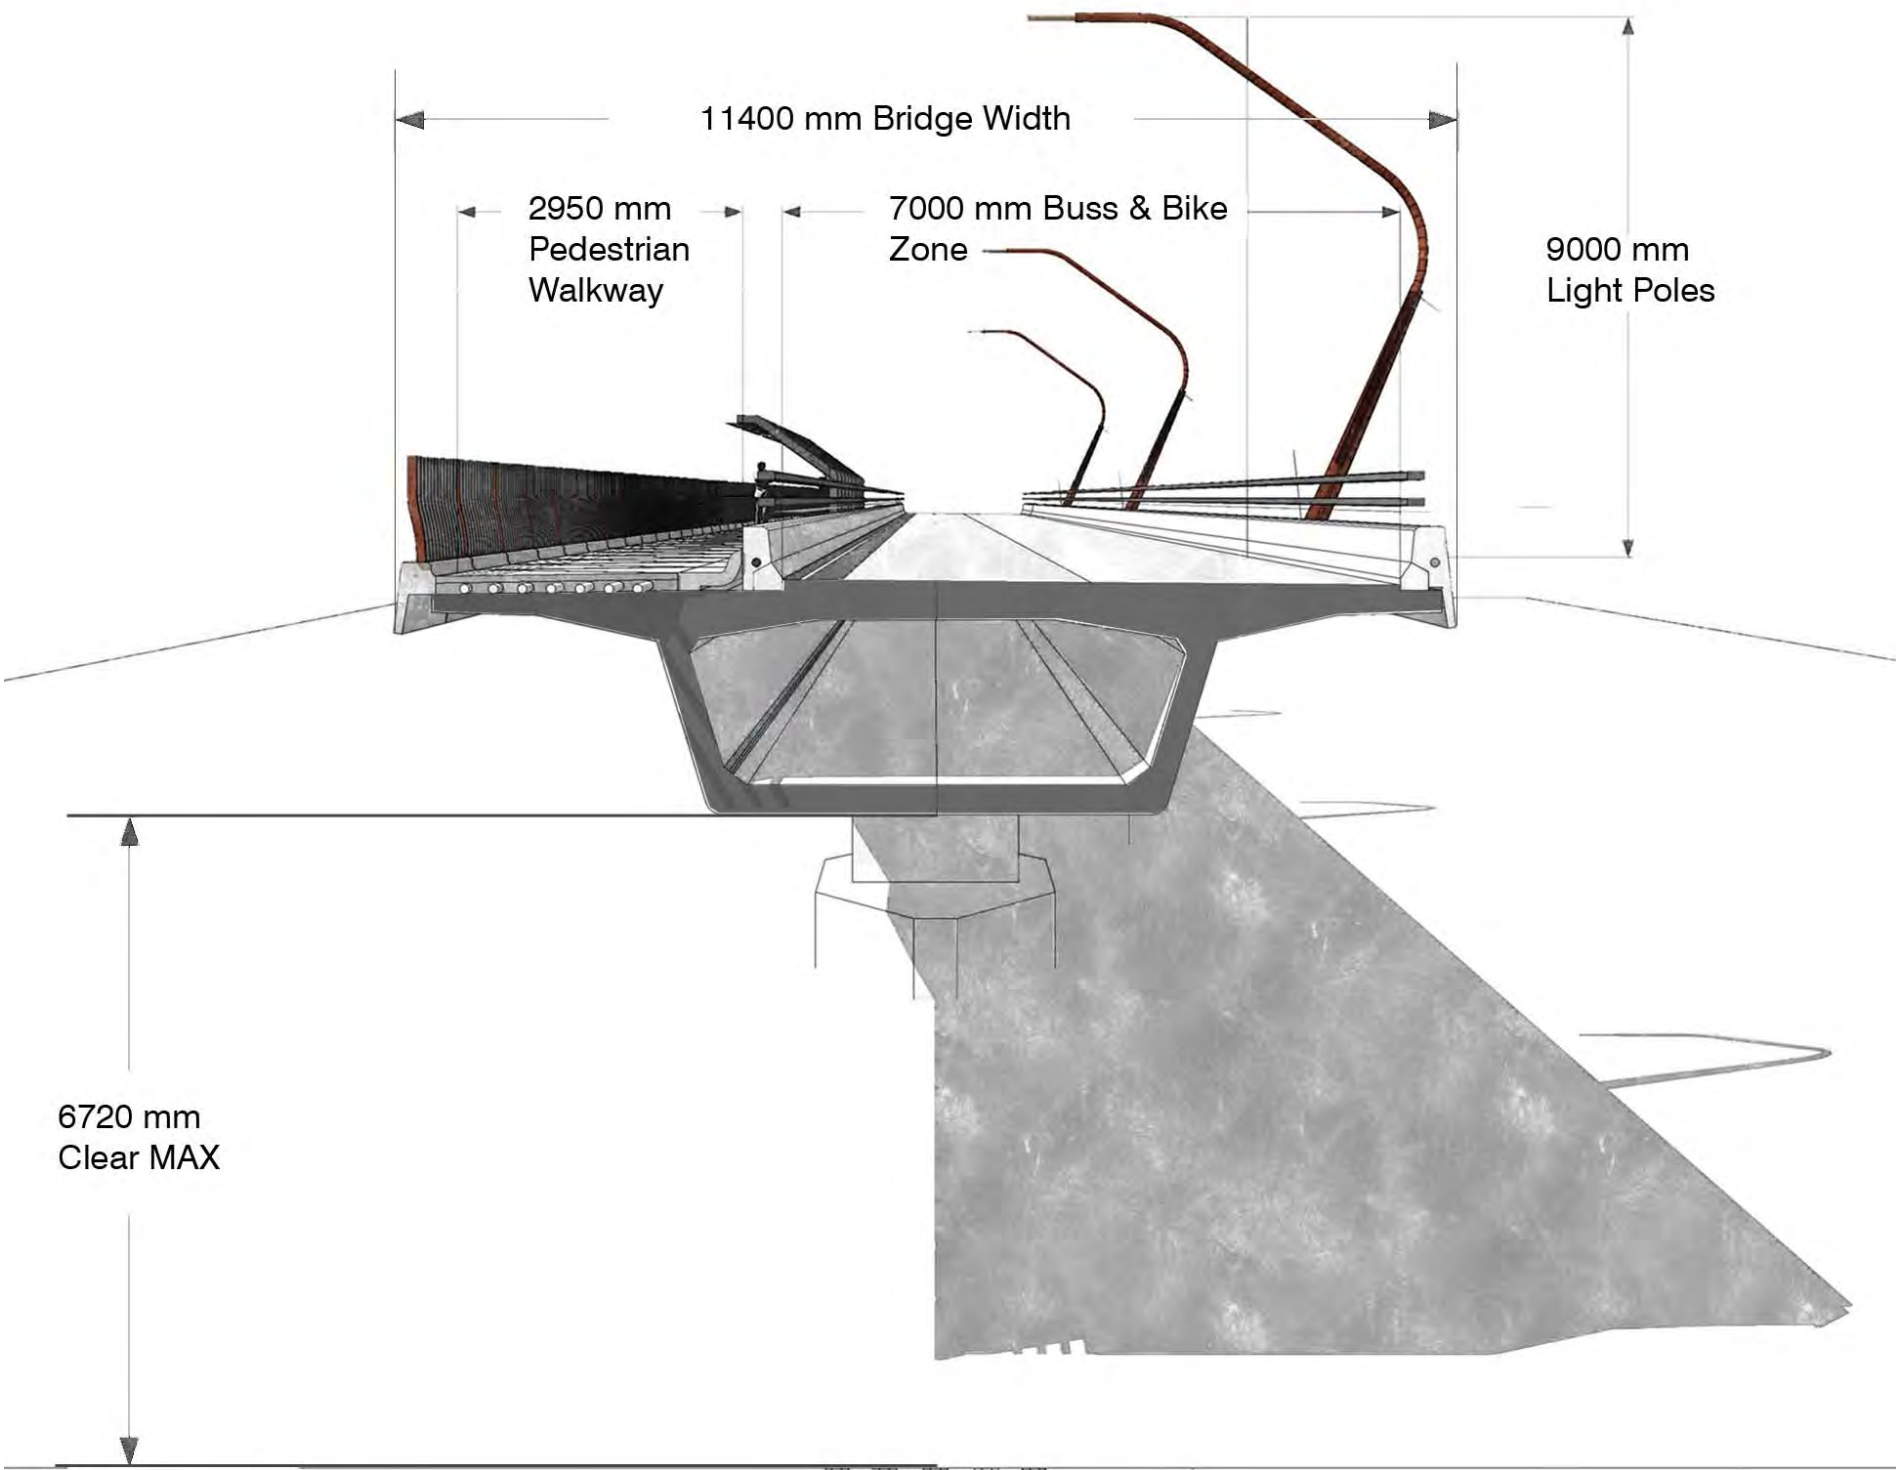 11400 mm Bridge Width
2950 mm
Pedestrian
Walkway
7000 mm Buss & Bike
Zone
9000 mm
Light Poles
6720 mm
Clear MAX